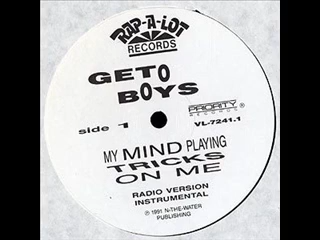 RAP-A-LOT
RECORDS
GETO
BOYS
side 1
PRIORITY
RECORDS
VL-7241.1
MY MIND PLAYING
TRICKS
ON ME
RADIO VERSION
INSTRUMENTAL
℗ 1991 N-THE-WATER
PUBLISHING